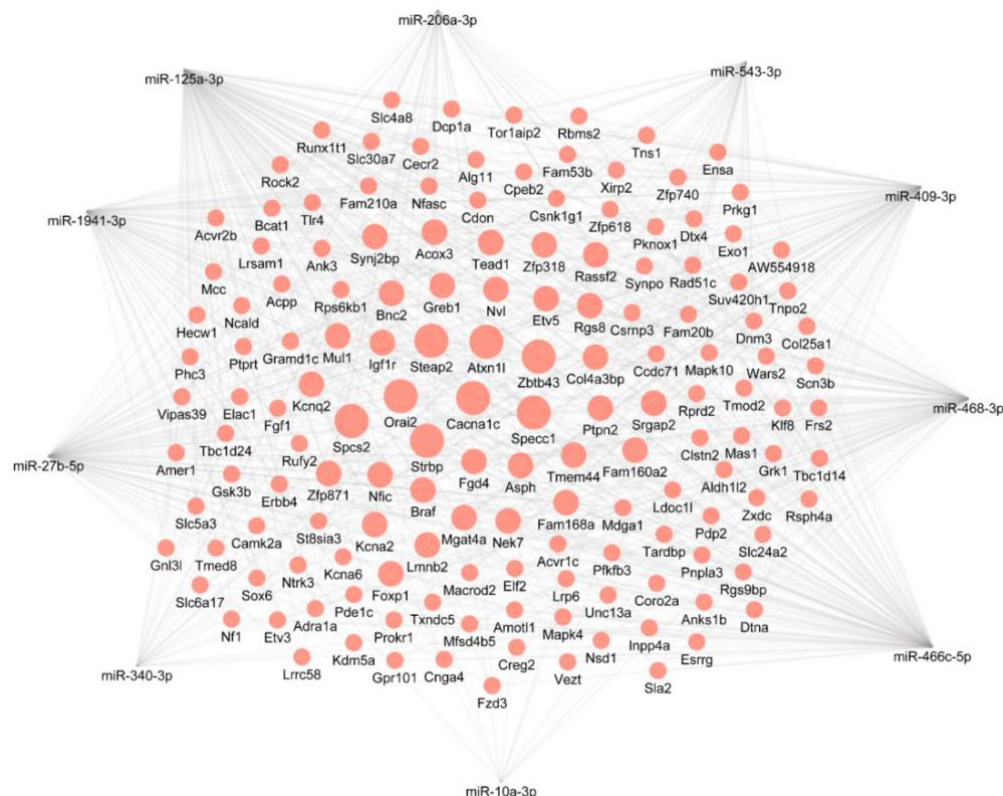 miR-206a-3p
miR-543-3p
miR-125a-3p
Slc4a8
Dcp1a
Tor1aip2
Rbms2
Runx1t1
Slc30a7
Cecr2
Tns1
Alg11
Fam53b
Ensa
Rock2
Cpeb2
Xirp2
Zfp740
miR-409-3p
Fam210a
Nfasc
Cdon
Csnk1g1
Prkg1
miR-1941-3p
Tlr4
Bcat1
Zfp618
Dtx4
Acvr2b
Pknox1
Exo1
Lrsam1
Ank3
Synj2bp
Acox3
Tead1
Zfp318
Rassf2
AW554918
Mcc
Acpp
Synpo
Rad51c
Rps6kb1
Bnc2
Greb1
Nvl
Suv420h1
Tnpo2
Hecw1
Ncald
Etv5
Rgs8
Csrnp3
Fam20b
Dnm3
Col25a1
Phc3
Ptprt
Gramd1c
Mul1
Igf1r
Steap2
Atxn1l
Zbtb43
Col4a3bp
Ccdc71
Mapk10
Wars2
Scn3b
Vipas39
Elac1
Kcnq2
Fgf1
Orai2
Cacna1c
Specc1
Ptpn2
Srgap2
Rprd2
Tmod2
Klf8
Frs2
miR-468-3p
Tbc1d24
Rufy2
Spcs2
Strbp
Clstn2
Mas1
miR-27b-5p
Amer1
Gsk3b
Erbb4
Zfp871
Nfic
Fgd4
Asph
Tmem44
Fam160a2
Aldh1l2
Grk1
Tbc1d14
Slc5a3
Braf
Ldoc1l
Zxdc
Rsph4a
Camk2a
St8sia3
Kcna2
Mgat4a
Nek7
Fam168a
Mdga1
Pdp2
Gnl3l
Tmed8
Kcna6
Lmnb2
Acvr1c
Tardbp
Slc24a2
Ntrk3
Pfkfb3
Pnpla3
Slc6a17
Sox6
Foxp1
Macrod2
Elf2
Lrp6
Rgs9bp
Pde1c
Unc13a
Coro2a
Nf1
Etv3
Adra1a
Txndc5
Amotl1
Anks1b
Dtna
Prokr1
Mfsd4b5
Mapk4
Inpp4a
miR-340-3p
Lrrc58
Kdm5a
Creg2
Nsd1
Esrrg
miR-466c-5p
Gpr101
Cnga4
Vezt
Sla2
Fzd3
miR-10a-3p